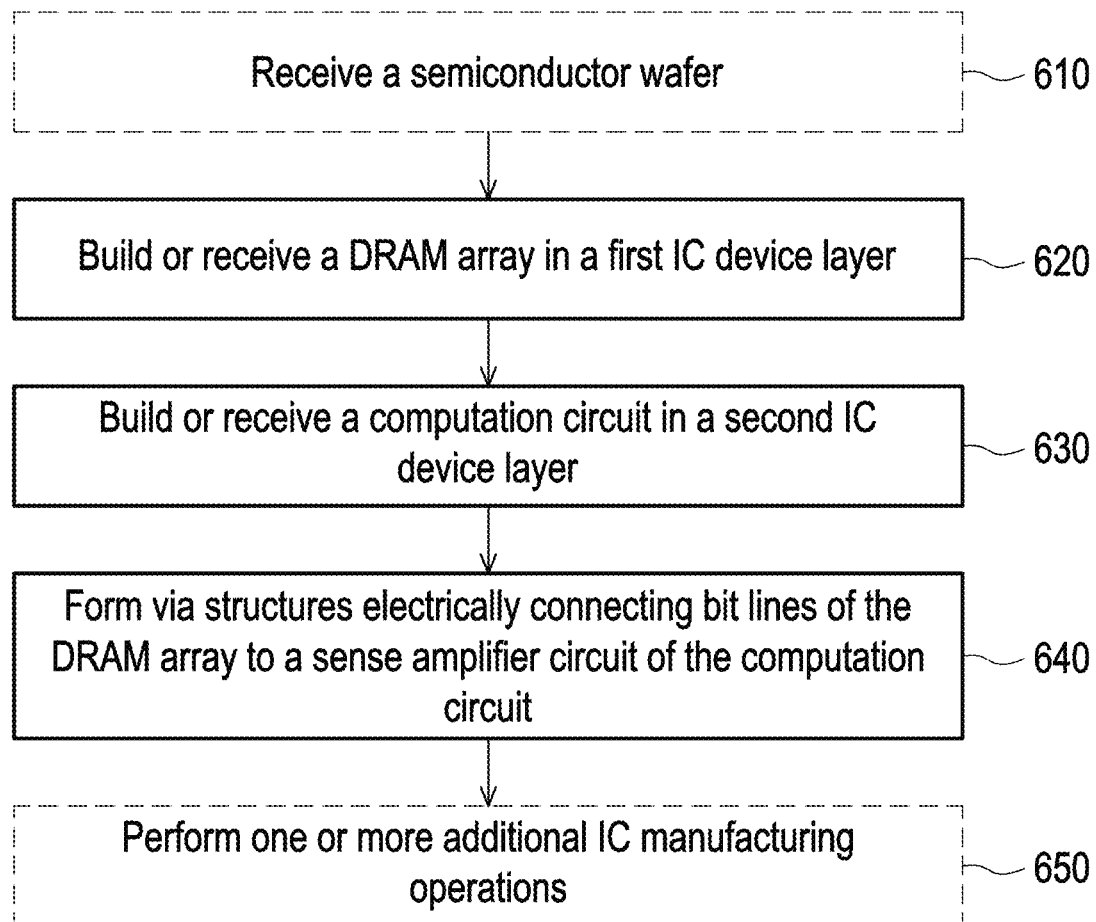 Receive a semiconductor wafer
610
Build or receive a DRAM array in a first IC device layer
620
Build or receive a computation circuit in a second IC
device layer
630
Form via structures electrically connecting bit lines of the
DRAM array to a sense amplifier circuit of the computation
circuit
640
Perform one or more additional IC manufacturing
operations
650